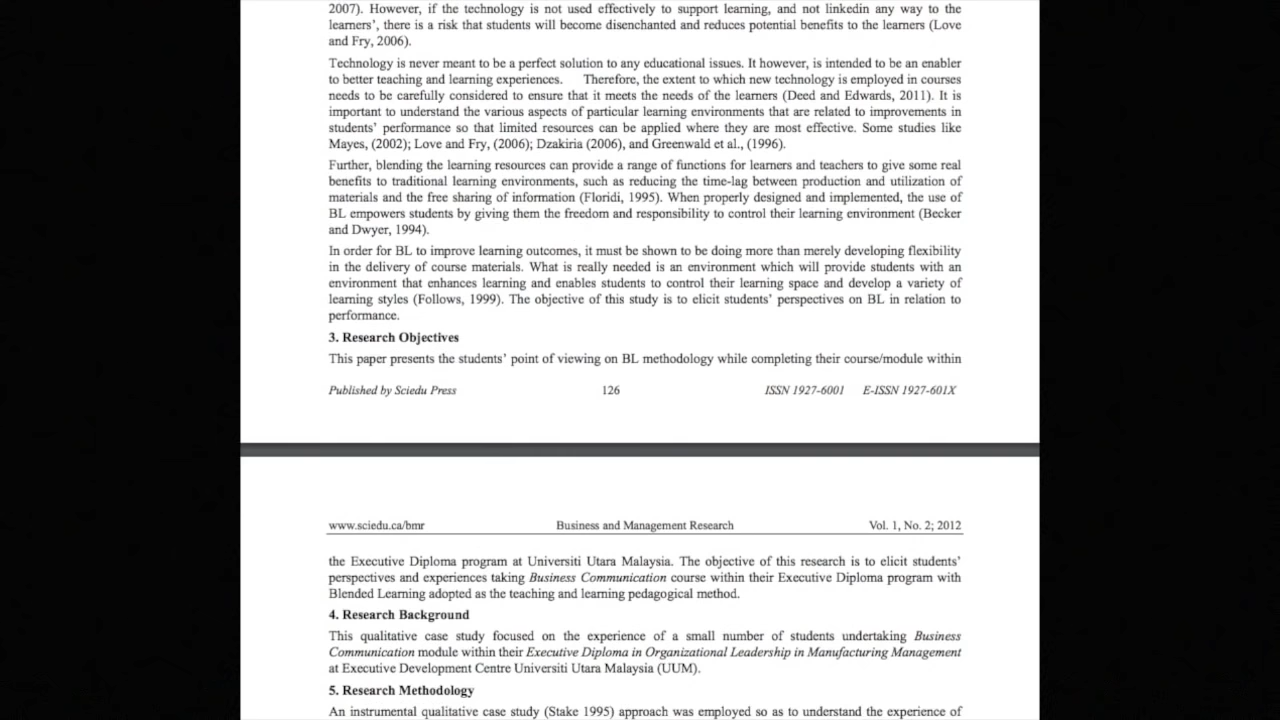 2007). However, if the technology is not used effectively to support learning, and not linkedin any way to the
learners', there is a risk that students will become disenchanted and reduces potential benefits to the learners (Love
and Fry, 2006).
Technology is never meant to be a perfect solution to any educational issues. It however, is intended to be an enabler
to better teaching and learning experiences. Therefore, the extent to which new technology is employed in courses
needs to be carefully considered to ensure that it meets the needs of the learners (Deed and Edwards, 2011). It is
important to understand the various aspects of particular learning environments that are related to improvements in
students' performance so that limited resources can be applied where they are most effective. Some studies like
Mayes, (2002); Love and Fry, (2006); Dzakiria (2006), and Greenwald et al., (1996).
Further, blending the learning resources can provide a range of functions for learners and teachers to give some real
benefits to traditional learning environments, such as reducing the time-lag between production and utilization of
materials and the free sharing of information (Floridi, 1995). When properly designed and implemented, the use of
BL empowers students by giving them the freedom and responsibility to control their learning environment (Becker
and Dwyer, 1994).
In order for BL to improve learning outcomes, it must be shown to be doing more than merely developing flexibility
in the delivery of course materials. What is really needed is an environment which will provide students with an
environment that enhances learning and enables students to control their learning space and develop a variety of
learning styles (Follows, 1999). The objective of this study is to elicit students' perspectives on BL in relation to
performance.
3. Research Objectives
This paper presents the students' point of viewing on BL methodology while completing their course/module within
Published by Sciedu Press 126 ISSN 1927-6001 E-ISSN 1927-601X
www.sciedu.ca/bmr Business and Management Research Vol. 1, No. 2; 2012
the Executive Diploma program at Universiti Utara Malaysia. The objective of this research is to elicit students'
perspectives and experiences taking Business Communication course within their Executive Diploma program with
Blended Learning adopted as the teaching and learning pedagogical method.
4. Research Background
This qualitative case study focused on the experience of a small number of students undertaking Business
Communication module within their Executive Diploma in Organizational Leadership in Manufacturing Management
at Executive Development Centre Universiti Utara Malaysia (UUM).
5. Research Methodology
An instrumental qualitative case study (Stake 1995) approach was employed so as to understand the experience of